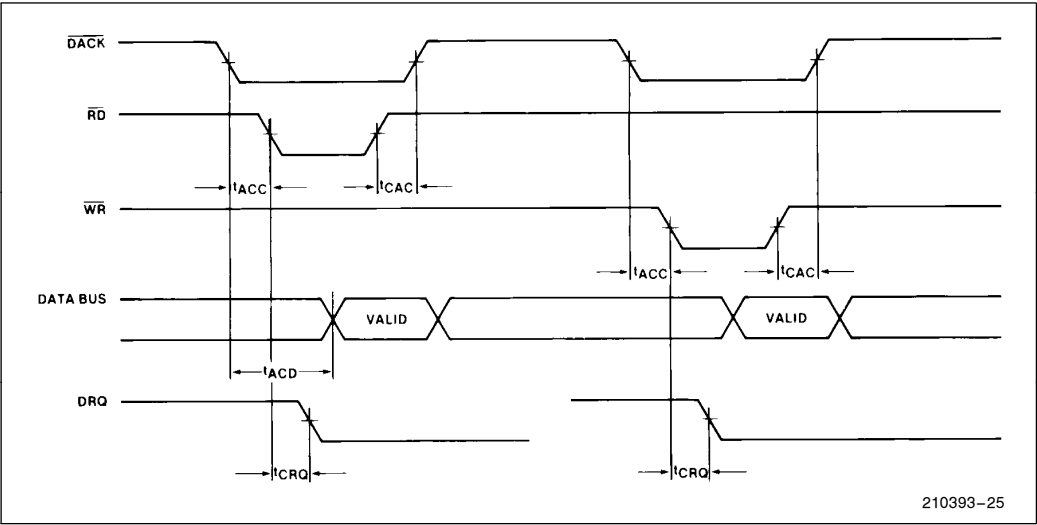 DACK
RD
tACC
tCAC
WR
tACC
tCAC
DATA BUS
VALID
VALID
tACD
DRQ
tCRQ
tCRQ
210393–25